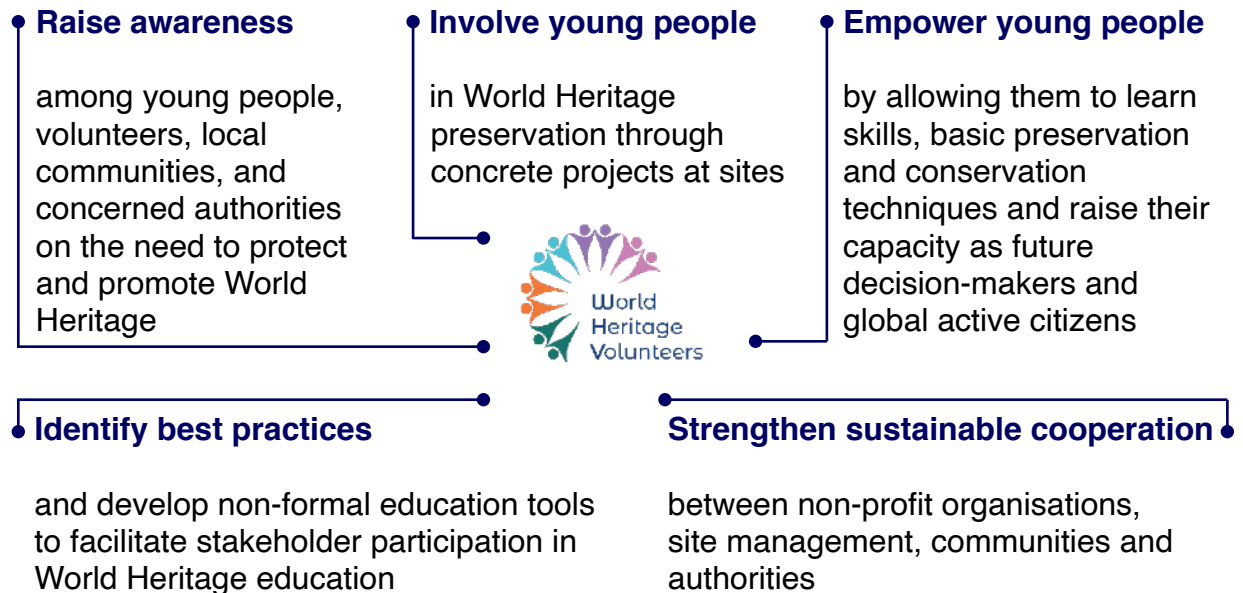 Raise awareness
among young people,
volunteers, local
communities, and
concerned authorities
on the need to protect
and promote World
Heritage
Involve young people
in World Heritage
preservation through
concrete projects at sites
Empower young people
by allowing them to learn
skills, basic preservation
and conservation
techniques and raise their
capacity as future
decision-makers and
global active citizens
World
Heritage
Volunteers
Identify best practices
and develop non-formal education tools
to facilitate stakeholder participation in
World Heritage education
Strengthen sustainable cooperation
between non-profit organisations,
site management, communities and
authorities